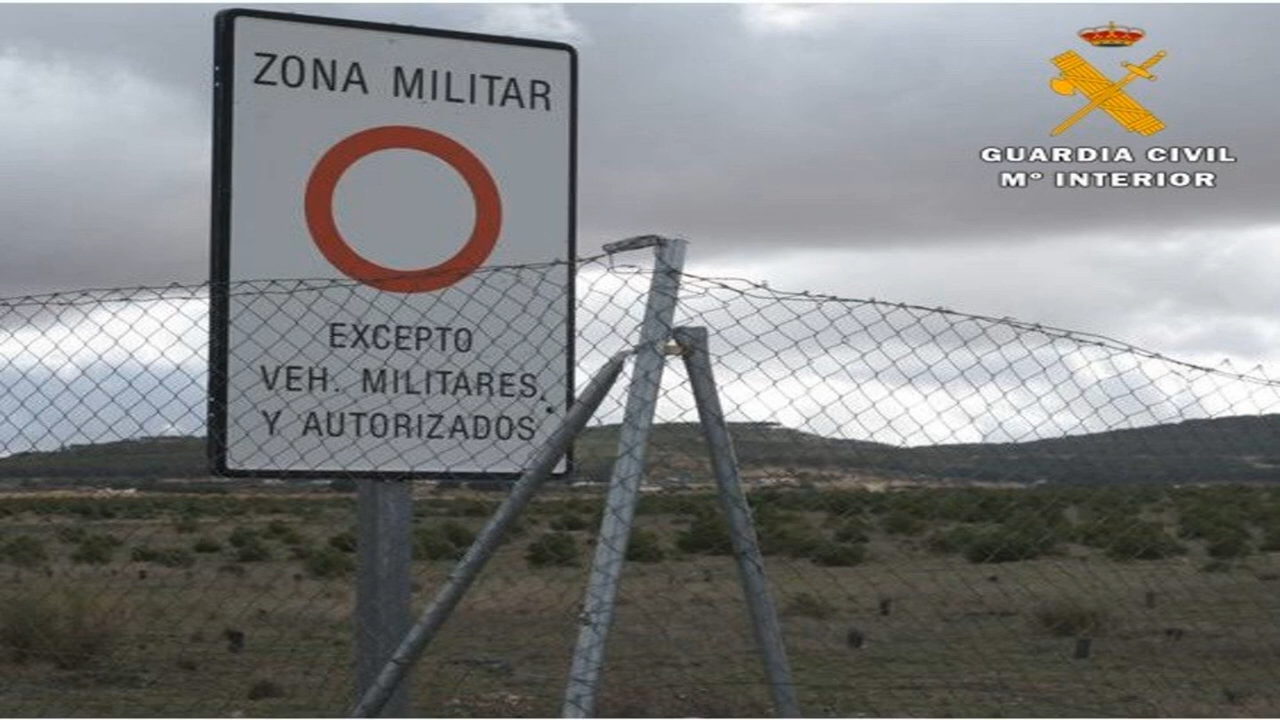 ZONA MILITAR
EXCEPTO
VEH. MILITARES
Y AUTORIZADOS
GUARDIA CIVIL
Mº INTERIOR